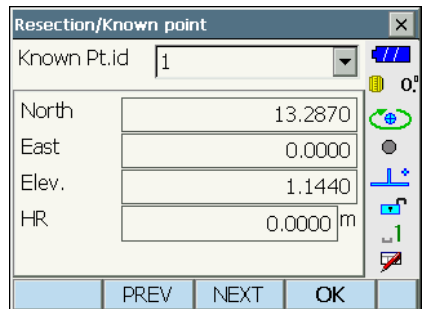 Resection/Known point
Known Pt.id 1
0."
North 13.2870
East 0.0000
Elev. 1.1440
HR 0.0000 m
1
PREV NEXT OK